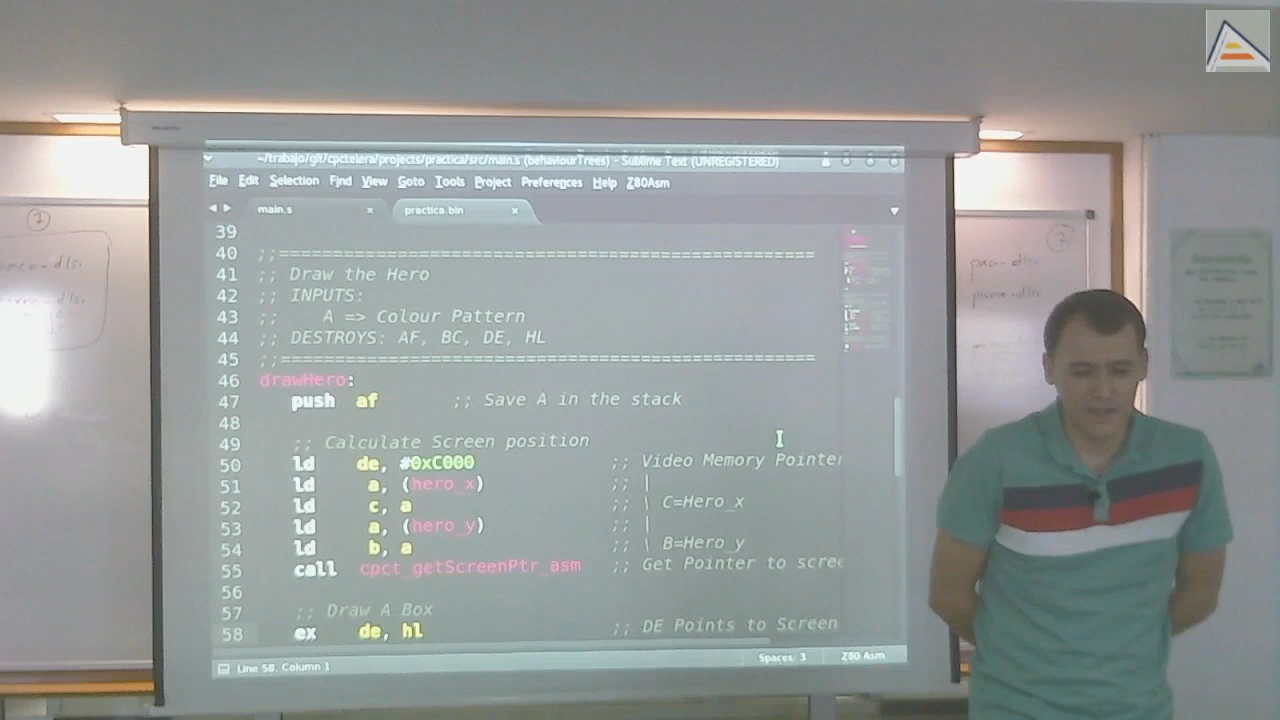 ~/trabajo/git/cpctelera/projects/practica/src/main.s (behaviourTrees) - Sublime Text (UNREGISTERED)
File Edit Selection Find View Goto Tools Project Preferences Help Z80Asm
main.s × practica.bin ×
39
40 ;;====================================================
41 ;; Draw the Hero
42 ;; INPUTS:
43 ;;    A => Colour Pattern
44 ;; DESTROYS: AF, BC, DE, HL
45 ;;====================================================
46 drawHero:
47 push af ;; Save A in the stack
48
49 ;; Calculate Screen position
50 ld de, #0xC000 ;; Video Memory Pointer
51 ld a, (hero_x) ;; |
52 ld c, a ;; \ C=Hero_x
53 ld a, (hero_y) ;; |
54 ld b, a ;; \ B=Hero_y
55 call cpct_getScreenPtr_asm ;; Get Pointer to scree
56
57 ;; Draw A Box
58 ex de, hl ;; DE Points to Screen
Line 58, Column 1 Spaces: 3 Z80 Asm